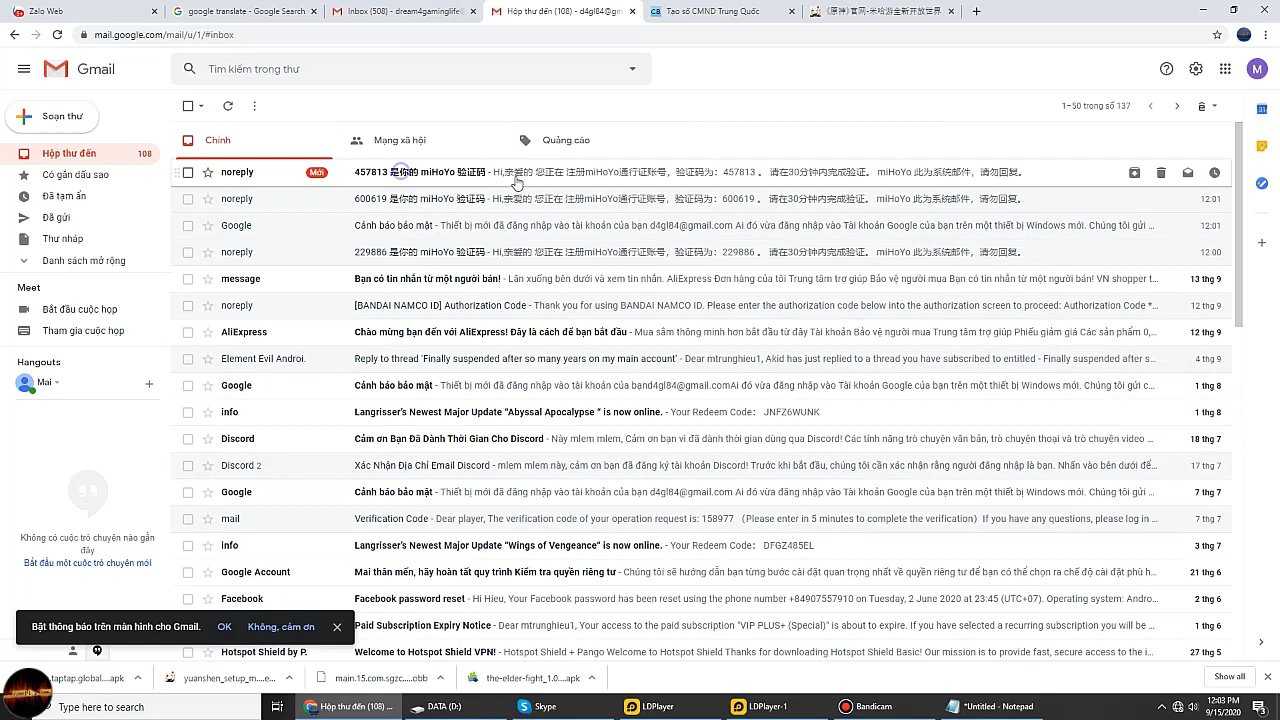 Zalo Web
google translate - Google Search
Inbox (508) - dream4gaminglife@
Hộp thư đến (108) - d4gl84@gm
Tạo số CMND Trung Quốc
《原神》官网-米哈游全新开放世界
mail.google.com/mail/u/1/#inbox
Gmail
Tìm kiếm trong thư
M
Soạn thư
1–50 trong số 137
Hộp thư đến 108
Có gắn dấu sao
Đã tạm ẩn
Đã gửi
Thư nháp
Danh sách mở rộng
Meet
Bắt đầu cuộc họp
Tham gia cuộc họp
Hangouts
Mai
Không có cuộc trò chuyện nào gần
đây
Bắt đầu một cuộc trò chuyện mới
Chính
Mạng xã hội
Quảng cáo
noreply Mới 457813 是你的 miHoYo 验证码 - Hi,亲爱的 您正在 注册miHoYo通行证账号，验证码为：457813 。 请在30分钟内完成验证。 miHoYo 此为系统邮件，请勿回复。
noreply 600619 是你的 miHoYo 验证码 - Hi,亲爱的 您正在 注册miHoYo通行证账号，验证码为：600619 。 请在30分钟内完成验证。 miHoYo 此为系统邮件，请勿回复。 12:01
Google Cảnh báo bảo mật - Thiết bị mới đã đăng nhập vào tài khoản của bạn d4gl84@gmail.com Ai đó vừa đăng nhập vào Tài khoản Google của bạn trên một thiết bị Windows mới. Chúng tôi gửi ... 12:01
noreply 229886 是你的 miHoYo 验证码 - Hi,亲爱的 您正在 注册miHoYo通行证账号，验证码为：229886 。 请在30分钟内完成验证。 miHoYo 此为系统邮件，请勿回复。 12:00
message Bạn có tin nhắn từ một người bán! - Lăn xuống bên dưới và xem tin nhắn. AliExpress Đơn hàng của tôi Trung tâm trợ giúp Bảo vệ người mua Bạn có tin nhắn từ một người bán! VN shopper t... 13 thg 9
noreply [BANDAI NAMCO ID] Authorization Code - Thank you for using BANDAI NAMCO ID. Please enter the authorization code below into the authorization screen to proceed: Authorization Code *... 12 thg 9
AliExpress Chào mừng bạn đến với AliExpress! Đây là cách để bạn bắt đầu - Mua sắm thông minh hơn bắt đầu từ đây Tài Khoản Bảo vệ người mua Trung tâm trợ giúp Phiếu giảm giá Các sản phẩm 0,... 12 thg 9
Element Evil Androi. Reply to thread 'Finally suspended after so many years on my main account' - Dear mtrunghieu1, Akid has just replied to a thread you have subscribed to entitled - Finally suspended after s... 4 thg 9
Google Cảnh báo bảo mật - Thiết bị mới đã đăng nhập vào tài khoản của bạnd4gl84@gmail.comAi đó vừa đăng nhập vào Tài khoản Google của bạn trên một thiết bị Windows mới. Chúng tôi gửi c... 1 thg 8
info Langrisser's Newest Major Update “Abyssal Apocalypse “ is now online. - Your Redeem Code： JNFZ6WUNK 1 thg 8
Discord Cảm ơn Bạn Đã Dành Thời Gian Cho Discord - Này mlem mlem, Cảm ơn bạn vì đã dành thời gian dùng qua Discord! Các tính năng trò chuyện văn bản, trò chuyện thoại và trò chuyện video ... 18 thg 7
Discord 2 Xác Nhận Địa Chỉ Email Discord - mlem mlem này, cảm ơn bạn đã đăng ký tài khoản Discord! Trước khi bắt đầu, chúng tôi cần xác nhận rằng người đăng nhập là bạn. Nhấn vào bên dưới để... 17 thg 7
Google Cảnh báo bảo mật - Thiết bị mới đã đăng nhập vào tài khoản của bạn d4gl84@gmail.com Ai đó vừa đăng nhập vào Tài khoản Google của bạn trên một thiết bị Windows mới. Chúng tôi gửi ... 7 thg 7
mail Verification Code - Dear player, The verification code of your operation request is: 158977 （Please enter in 5 minutes to complete the verification）If you have any questions, please log in ... 7 thg 7
info Langrisser's Newest Major Update “Wings of Vengeance“ is now online. - Your Redeem Code： DFGZ485EL 3 thg 7
Google Account Mai thân mến, hãy hoàn tất quy trình Kiểm tra quyền riêng tư - Chúng tôi sẽ hướng dẫn bạn từng bước cài đặt quan trọng nhất về quyền riêng tư để bạn có thể chọn ra chế độ cài đặt phù h... 21 thg 6
Facebook Facebook password reset - Hi Hieu, Your Facebook password has been reset using the phone number +84907557910 on Tuesday, 2 June 2020 at 23:45 (UTC+07). Operating system: Andro... 2 thg 6
Paid Subscription Expiry Notice - Dear mtrunghieu1, Your access to the paid subscription "VIP PLUS+ (Special)" is about to expire. If you have selected a recurring subscription you will be ... 1 thg 6
Hotspot Shield by P. Welcome to Hotspot Shield VPN! - Hotspot Shield + Pango Welcome to Hotspot Shield Thanks for downloading Hotspot Shield Basic! Our mission is to provide fast, secure access to the i... 27 thg 5
Bật thông báo trên màn hình cho Gmail. OK Không, cảm ơn
taptap.global....apk
yuanshen_setup_m....e...
main.15.com.sgzc....obb
the-elder-fight_1.0....apk
Show all
Type here to search
Hộp thư đến (108) ...
DATA (D:)
Skype
LDPlayer
LDPlayer-1
Bandicam
*Untitled - Notepad
12:03 PM
9/15/2020